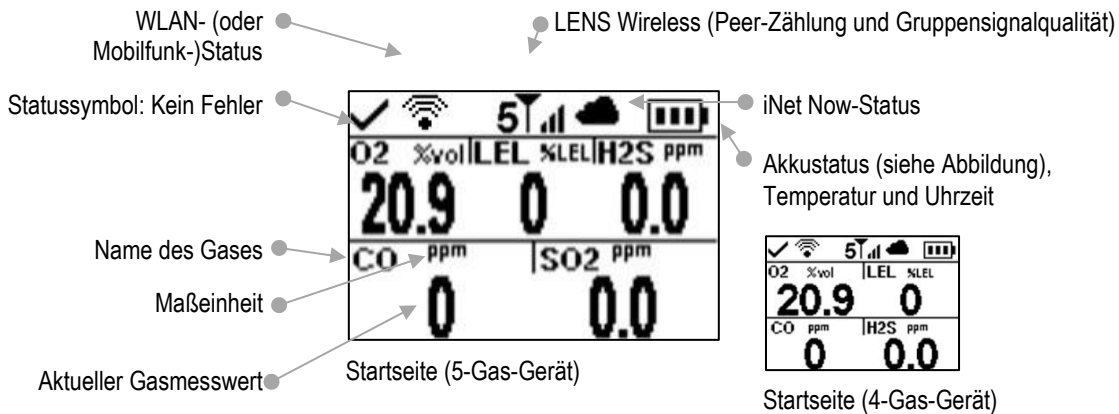 WLAN- (oder
Mobilfunk-)Status
LENS Wireless (Peer-Zählung und Gruppensignalqualität)
Statussymbol: Kein Fehler
iNet Now-Status
Akkustatus (siehe Abbildung),
Temperatur und Uhrzeit
5
O2 %vol LEL %LEL H2S ppm
20.9 0 0.0
Name des Gases
CO ppm SO2 ppm
Maßeinheit
0 0.0
Aktueller Gasmesswert
Startseite (5-Gas-Gerät)
5
O2 %vol LEL %LEL
20.9 0
CO ppm H2S ppm
0 0.0
Startseite (4-Gas-Gerät)